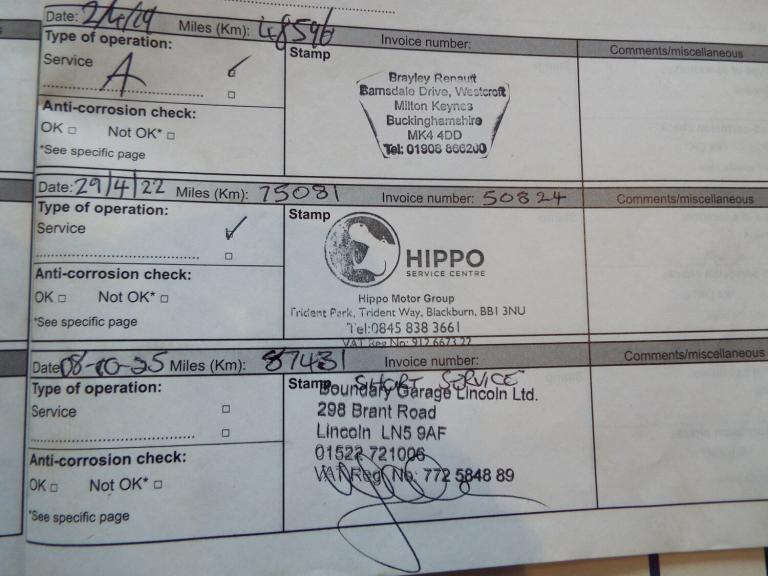 Date: 2/4/19 Miles (Km): 48596 Invoice number: Comments/miscellaneous
Type of operation:
Service A
Stamp
Brayley Renault
Barnsdale Drive, Westcroft
Milton Keynes
Buckinghamshire
MK4 4DD
Tel: 01908 866200
Anti-corrosion check:
OK Not OK*
*See specific page
Date: 29/4/22 Miles (Km): 75081 Invoice number: 50824 Comments/miscellaneous
Type of operation:
Service
Stamp
HIPPO
SERVICE CENTRE
Hippo Motor Group
Trident Park, Trident Way, Blackburn, BB1 3NU
Tel:0845 838 3661
VAT Reg No: 912 6673 27
Anti-corrosion check:
OK Not OK*
*See specific page
Date 08-10-25 Miles (Km): 87431 Invoice number: Comments/miscellaneous
Type of operation:
Service
Stamp SHORT SERVICE
Boundary Garage Lincoln Ltd.
298 Brant Road
Lincoln LN5 9AF
01522 721006
VAT Reg. No: 772 5848 89
Anti-corrosion check:
OK Not OK*
*See specific page